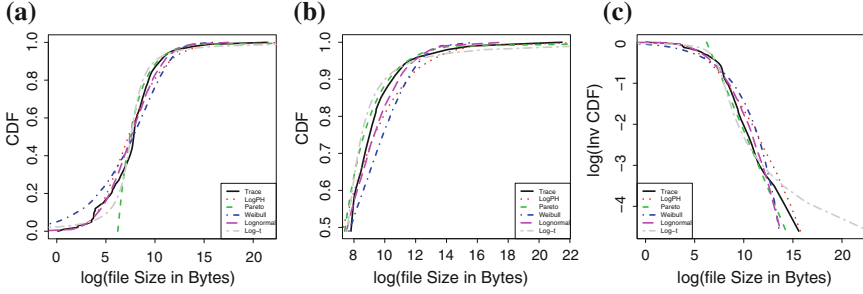 (a)
CDF
1.0
0.8
0.6
0.4
0.2
0.0
Trace
LogPH
Pareto
Weibull
Lognormal
Log−t
0 5 10 15 20
log(file Size in Bytes)
(b)
CDF
1.0
0.9
0.8
0.7
0.6
0.5
Trace
LogPH
Pareto
Weibull
Lognormal
Log−t
8 10 12 14 16 18 20 22
log(file Size in Bytes)
(c)
log(Inv CDF)
0
−1
−2
−3
−4
Trace
LogPH
Pareto
Weibull
Lognormal
Log−t
0 5 10 15 20
log(file Size in Bytes)